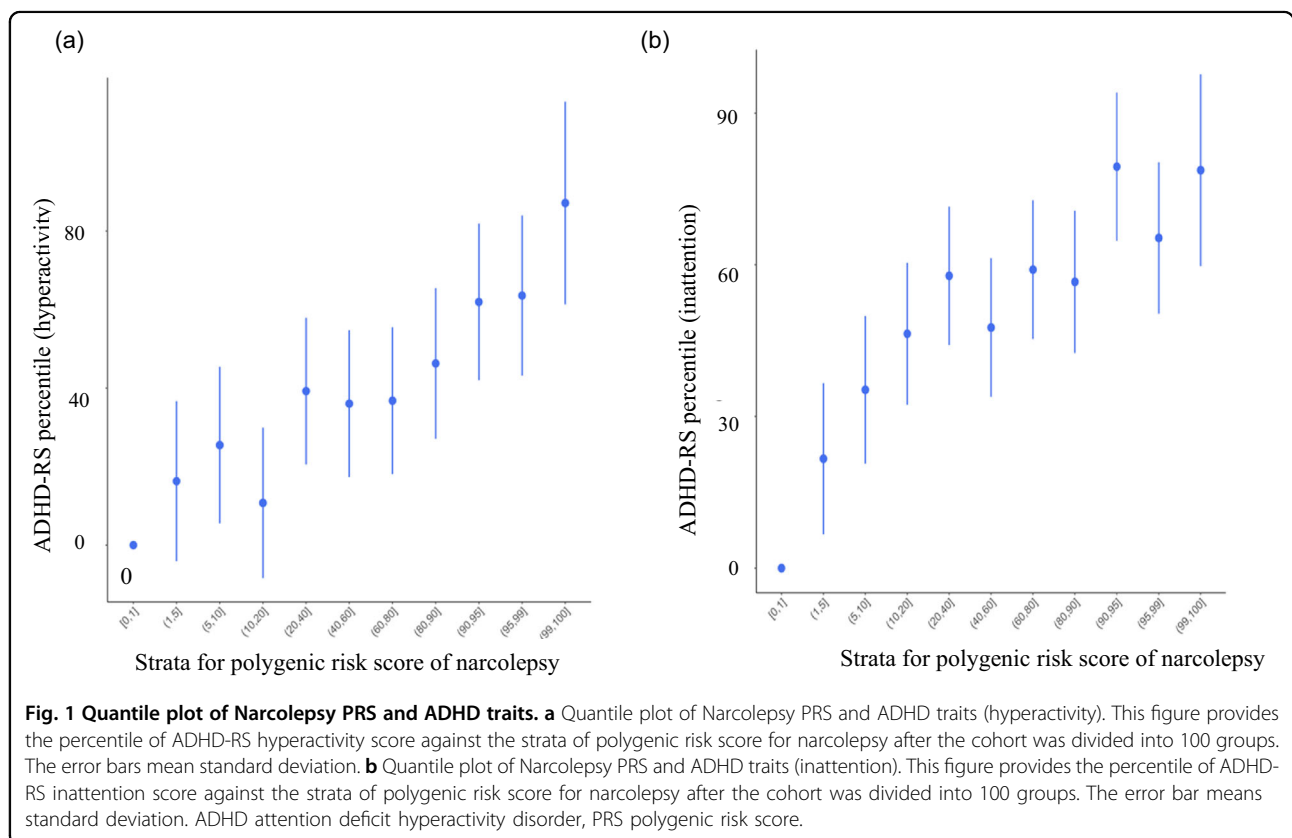 (a)
ADHD-RS percentile (hyperactivity)
80
40
0
0
[0,1]
(1,5]
(5,10]
(10,20]
(20,40]
(40,60]
(60,80]
(80,90]
(90,95]
(95,99]
(99,100]
Strata for polygenic risk score of narcolepsy
(b)
ADHD-RS percentile (inattention)
90
60
30
0
[0,1]
(1,5]
(5,10]
(10,20]
(20,40]
(40,60]
(60,80]
(80,90]
(90,95]
(95,99]
(99,100]
Strata for polygenic risk score of narcolepsy
Fig. 1 Quantile plot of Narcolepsy PRS and ADHD traits. a Quantile plot of Narcolepsy PRS and ADHD traits (hyperactivity). This figure provides
the percentile of ADHD-RS hyperactivity score against the strata of polygenic risk score for narcolepsy after the cohort was divided into 100 groups.
The error bars mean standard deviation. b Quantile plot of Narcolepsy PRS and ADHD traits (inattention). This figure provides the percentile of ADHD-
RS inattention score against the strata of polygenic risk score for narcolepsy after the cohort was divided into 100 groups. The error bar means
standard deviation. ADHD attention deficit hyperactivity disorder, PRS polygenic risk score.